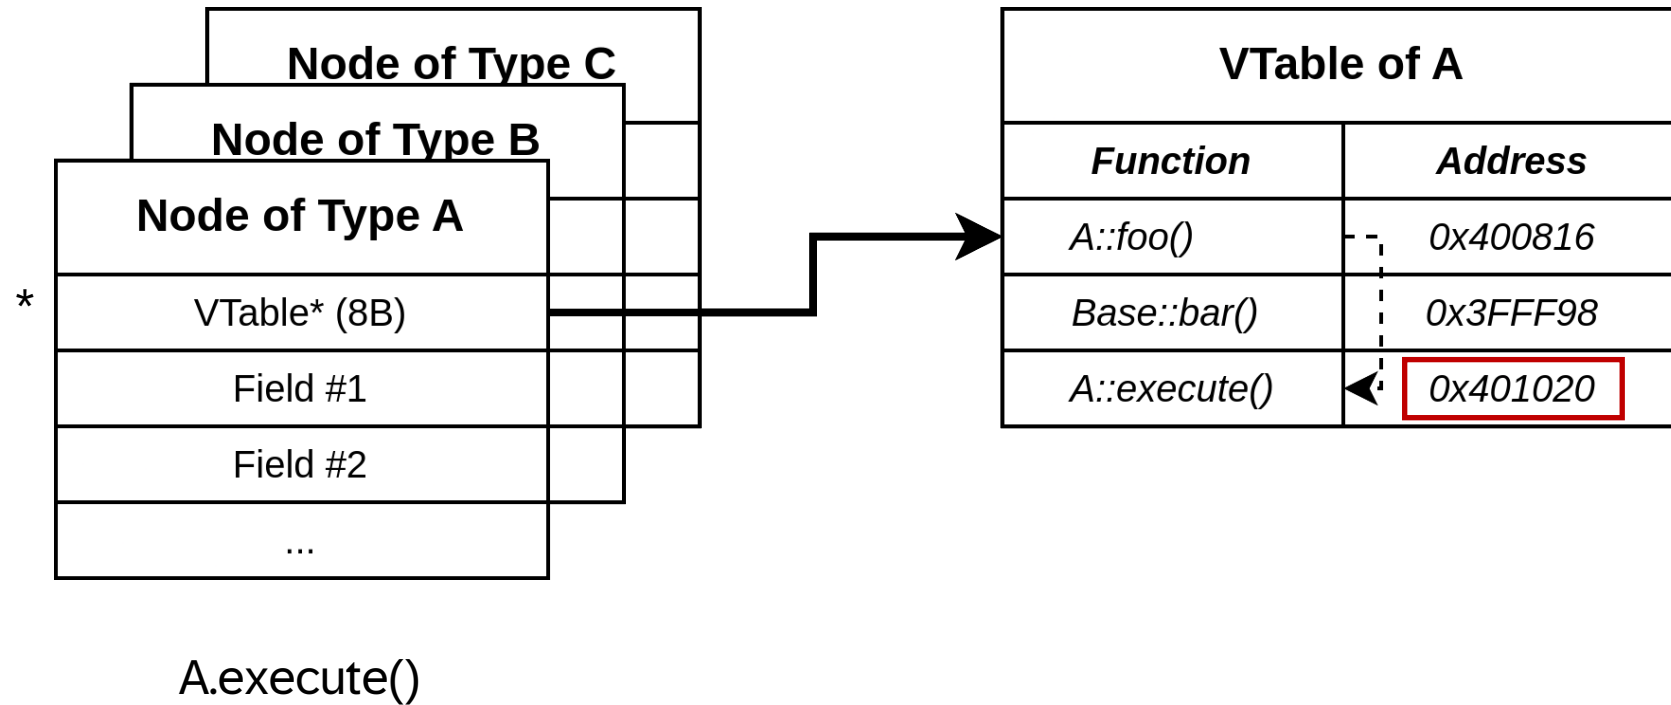 Node of Type C
Node of Type B
Node of Type A
*
VTable* (8B)
Field #1
Field #2
...
A.execute()
VTable of A
Function Address
A::foo() 0x400816
Base::bar() 0x3FFF98
A::execute() 0x401020